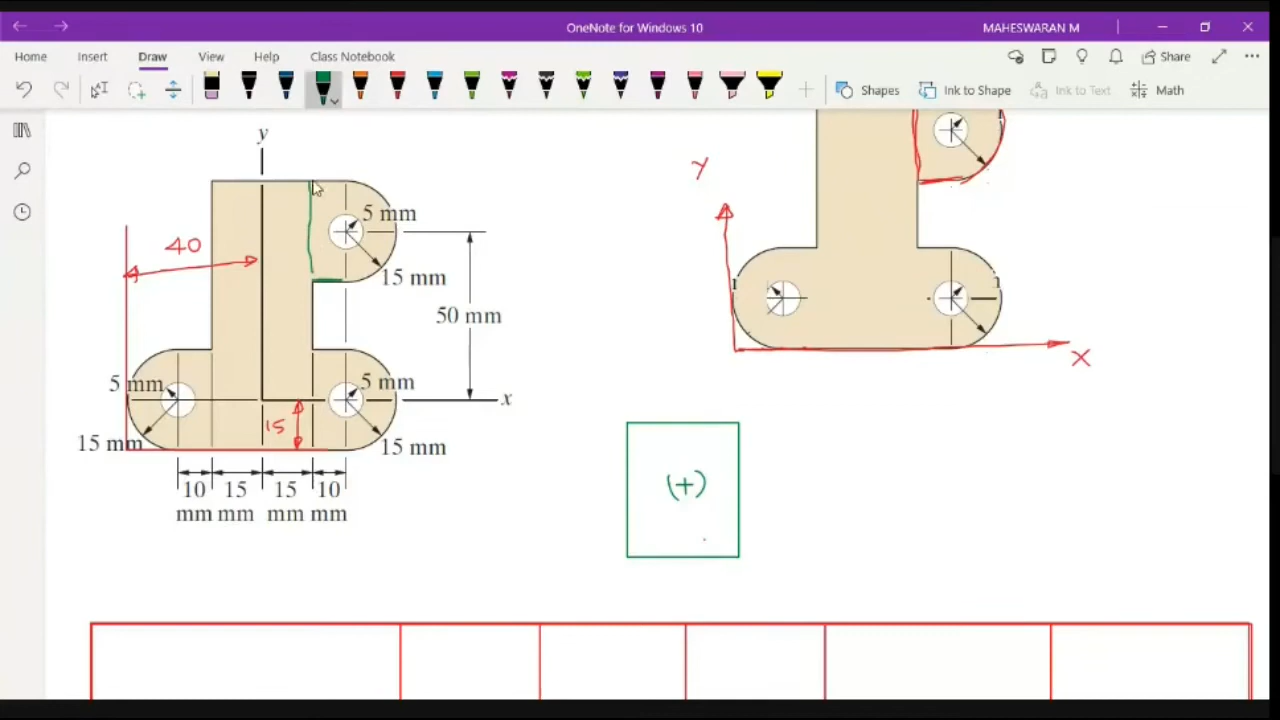 OneNote for Windows 10
MAHESWARAN M
Home Insert Draw View Help Class Notebook
Share
Shapes Ink to Shape Ink to Text Math
y
40
5 mm
15 mm
50 mm
5 mm
5 mm
x
15
15 mm
15 mm
10 15 15 10
mm mm mm mm
Y
X
(+)